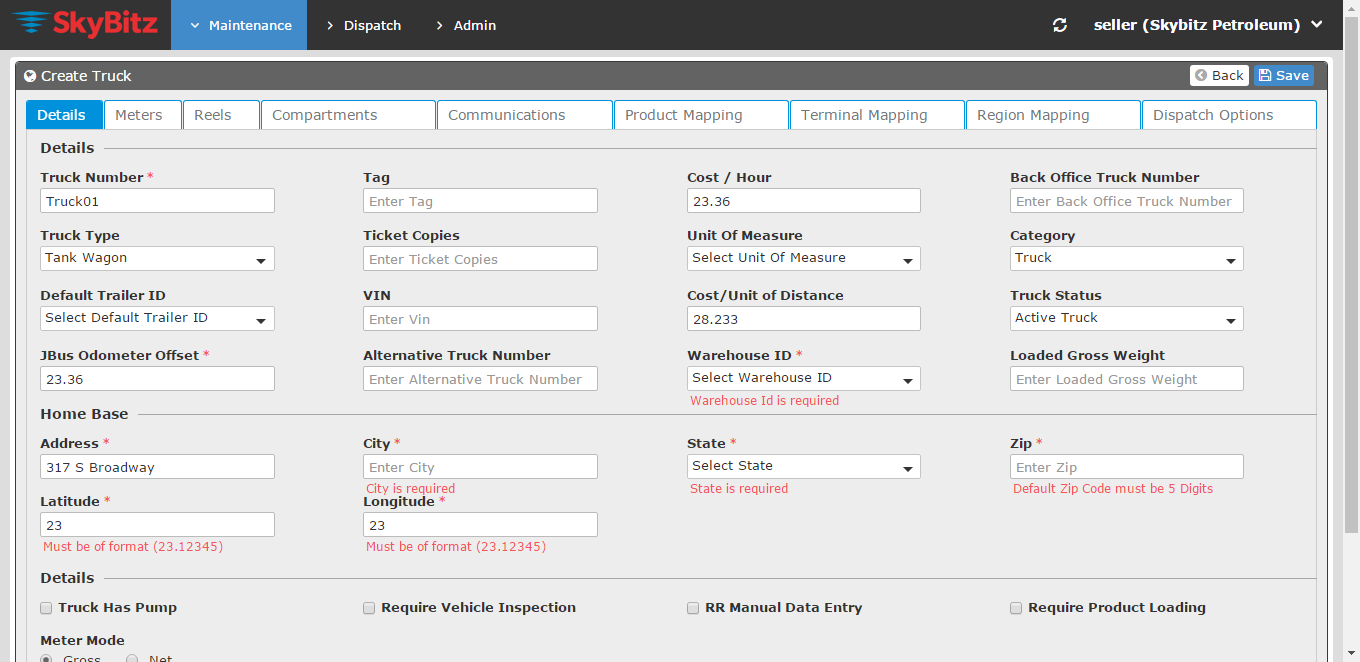 SkyBitz Maintenance Dispatch Admin seller (Skybitz Petroleum)
Create Truck Back Save
Details Meters Reels Compartments Communications Product Mapping Terminal Mapping Region Mapping Dispatch Options
Details
Truck Number * Tag Cost / Hour Back Office Truck Number
Truck01 Enter Tag 23.36 Enter Back Office Truck Number
Truck Type Ticket Copies Unit Of Measure Category
Tank Wagon Enter Ticket Copies Select Unit Of Measure Truck
Default Trailer ID VIN Cost/Unit of Distance Truck Status
Select Default Trailer ID Enter Vin 28.233 Active Truck
JBus Odometer Offset * Alternative Truck Number Warehouse ID * Loaded Gross Weight
23.36 Enter Alternative Truck Number Select Warehouse ID Enter Loaded Gross Weight
Warehouse Id is required
Home Base
Address * City * State * Zip *
317 S Broadway Enter City Select State Enter Zip
City is required State is required Default Zip Code must be 5 Digits
Latitude * Longitude *
23 23
Must be of format (23.12345) Must be of format (23.12345)
Details
Truck Has Pump Require Vehicle Inspection RR Manual Data Entry Require Product Loading
Meter Mode
Gross Net